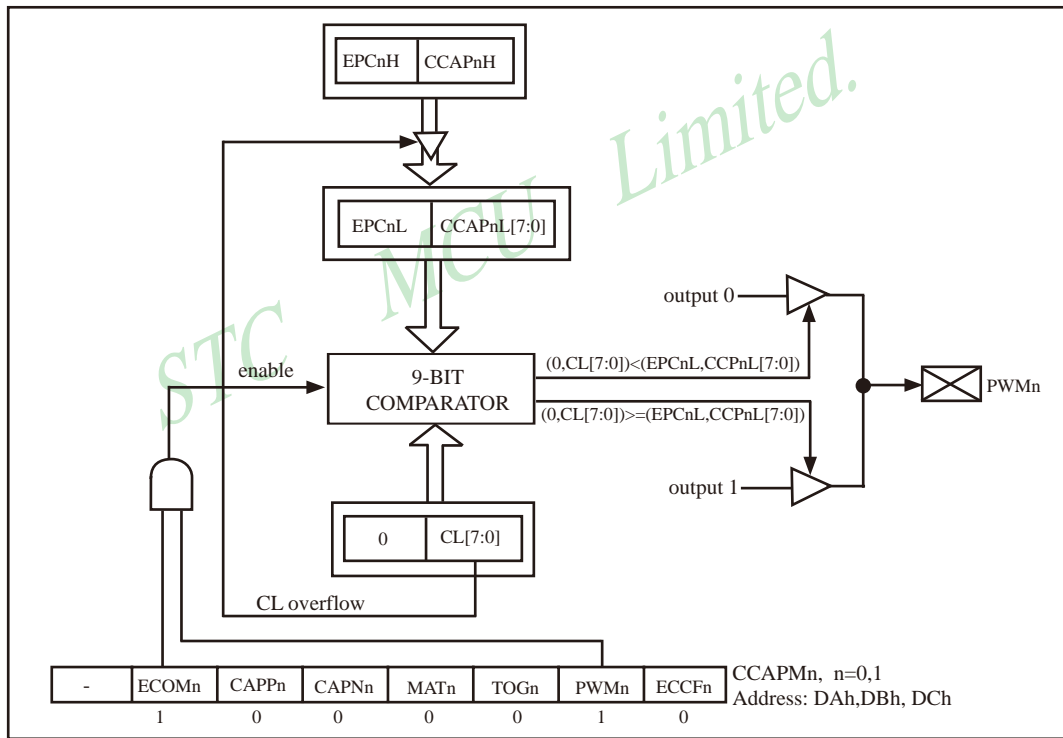 EPCnH CCAPnH
EPCnL CCAPnL[7:0]
STC MCU Limited.
output 0
enable
9-BIT
COMPARATOR
(0,CL[7:0])<(EPCnL,CCPnL[7:0])
(0,CL[7:0])>=(EPCnL,CCPnL[7:0])
PWMn
output 1
0 CL[7:0]
CL overflow
- ECOMn CAPPn CAPNn MATn TOGn PWMn ECCFn
CCAPMn, n=0,1
Address: DAh,DBh, DCh
1 0 0 0 0 1 0